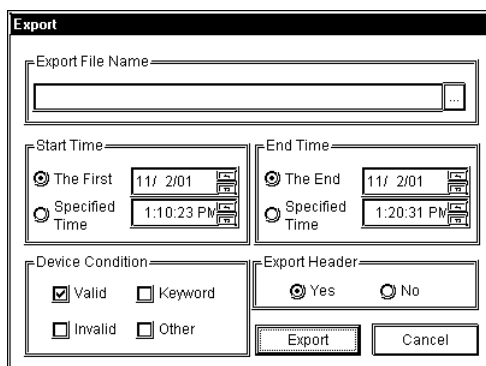 Export
Export File Name
...
Start Time
The First
11/ 2/01
Specified Time
1:10:23 PM
End Time
The End
11/ 2/01
Specified Time
1:20:31 PM
Device Condition
Valid
Keyword
Invalid
Other
Export Header
Yes
No
Export
Cancel